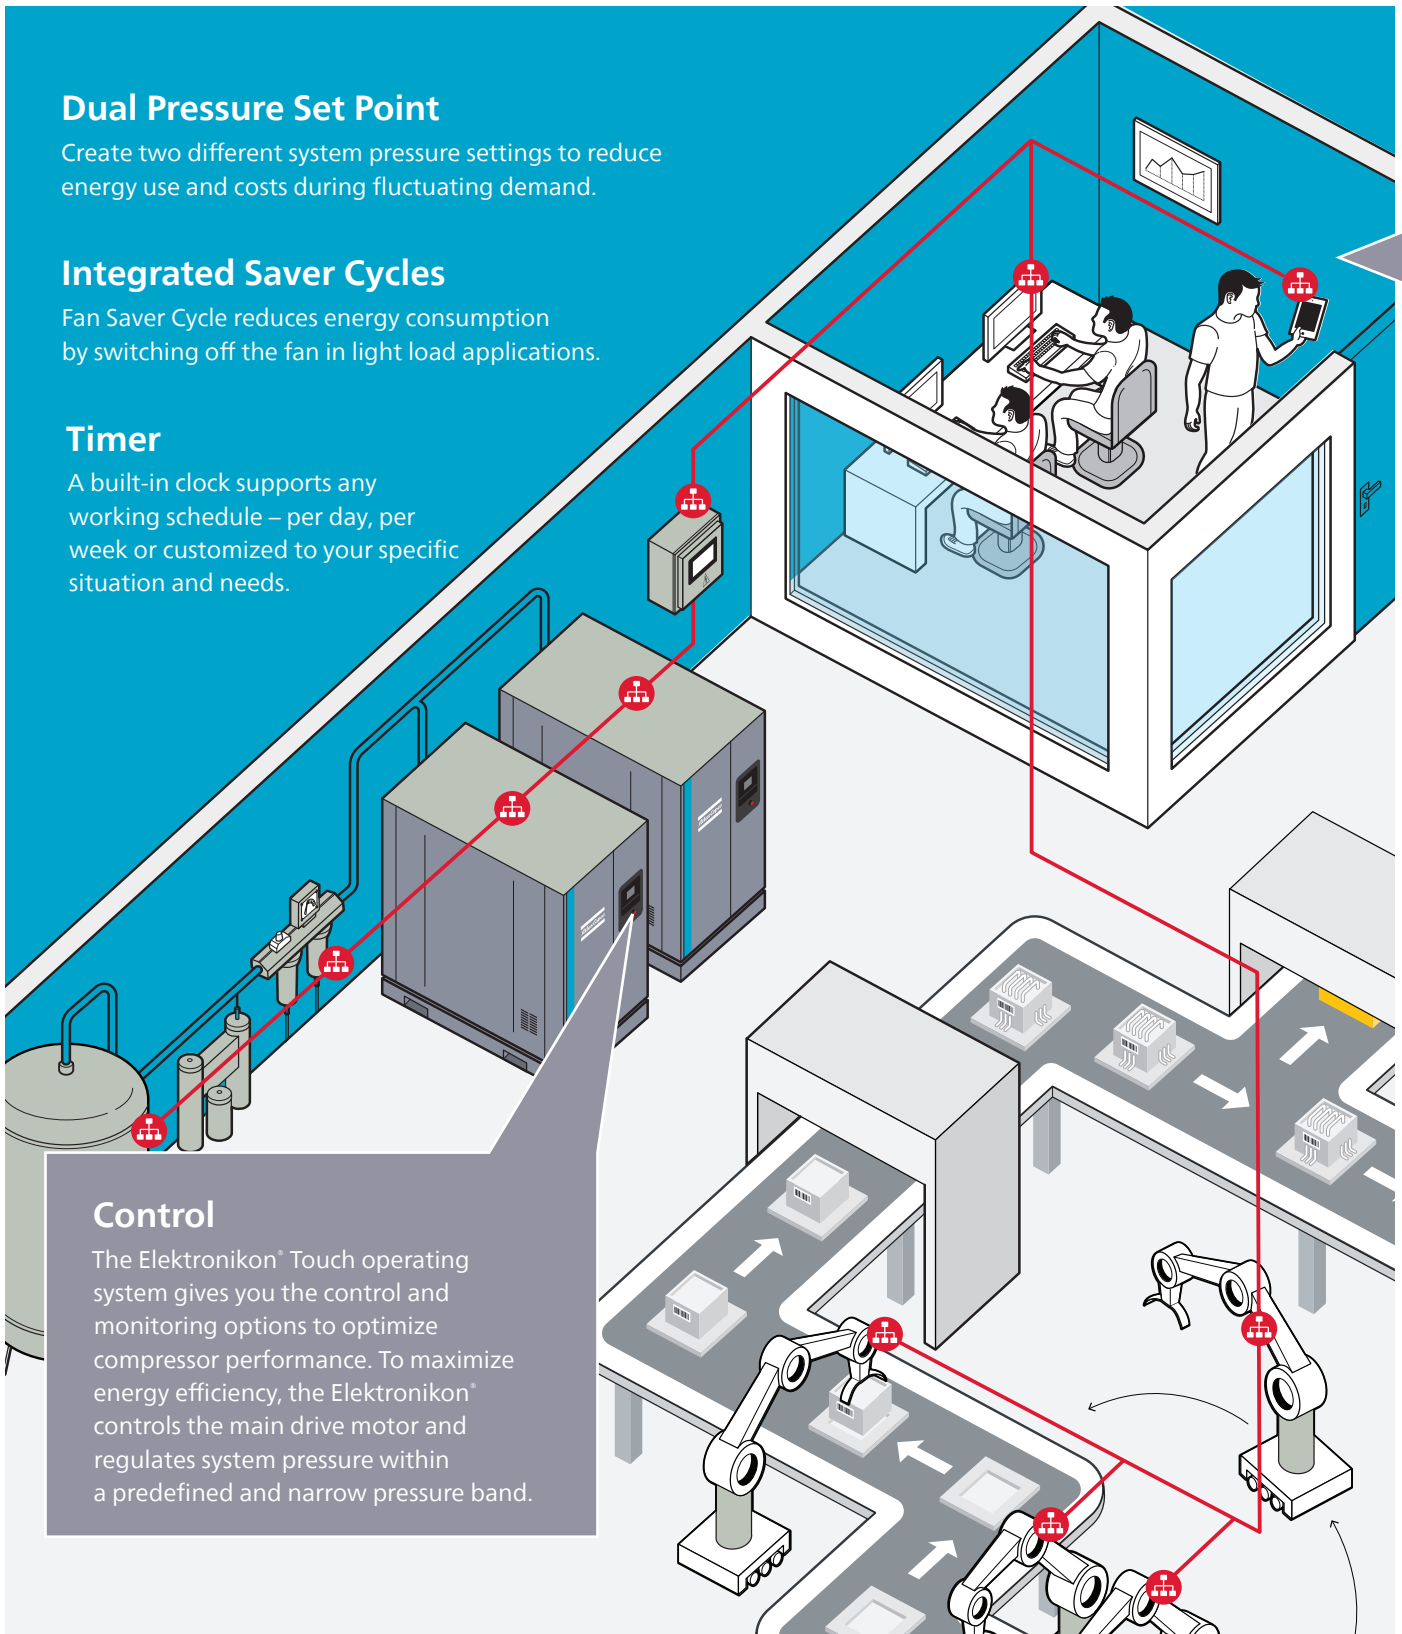 Dual Pressure Set Point
Create two different system pressure settings to reduce
energy use and costs during fluctuating demand.
Integrated Saver Cycles
Fan Saver Cycle reduces energy consumption
by switching off the fan in light load applications.
Timer
A built-in clock supports any
working schedule – per day, per
week or customized to your specific
situation and needs.
Control
The Elektronikon® Touch operating
system gives you the control and
monitoring options to optimize
compressor performance. To maximize
energy efficiency, the Elektronikon®
controls the main drive motor and
regulates system pressure within
a predefined and narrow pressure band.